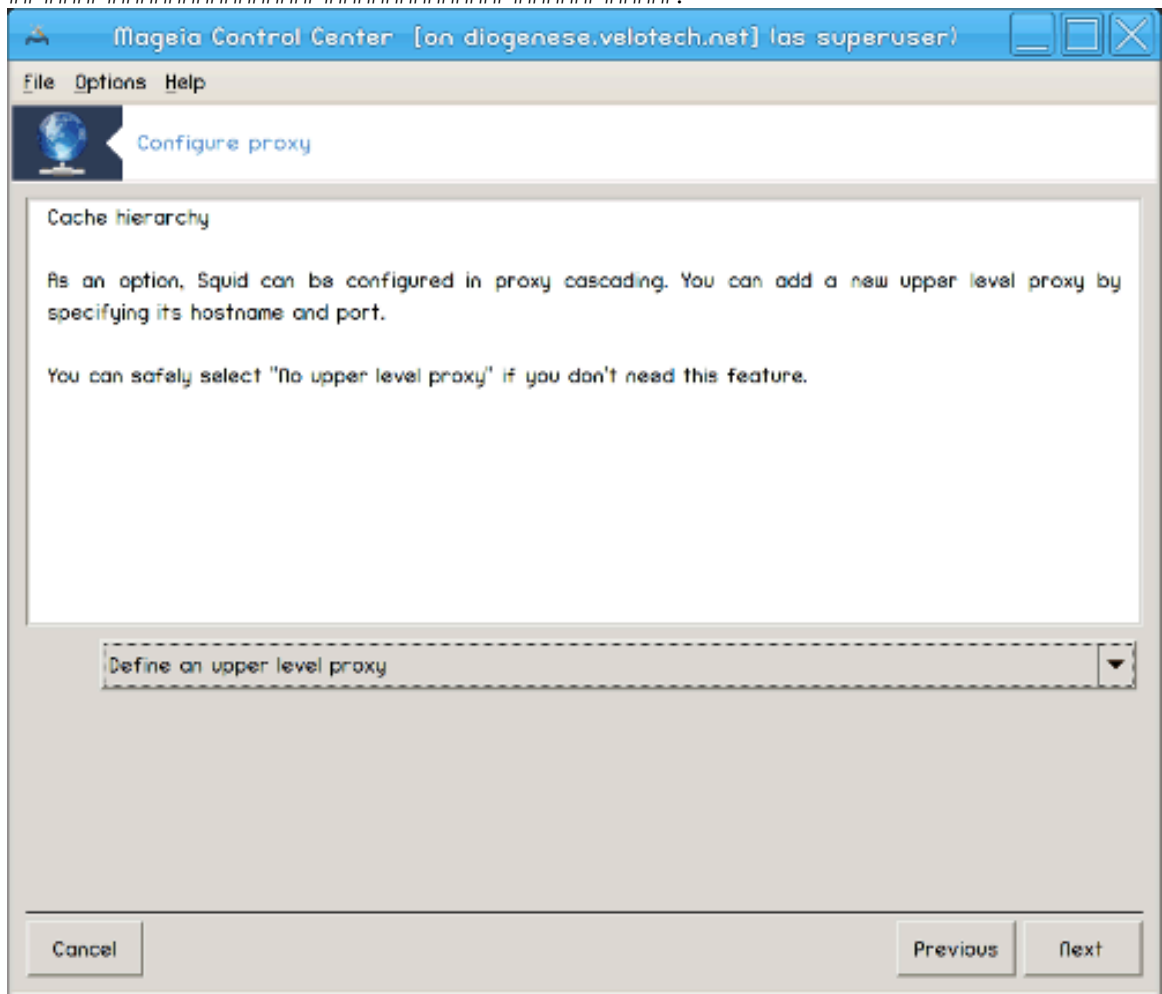 Mageia Control Center [on diogenese.velotech.net] (as superuser)
File Options Help
Configure proxy
Cache hierarchy
As an option, Squid can be configured in proxy cascading. You can add a new upper level proxy by
specifying its hostname and port.
You can safely select "No upper level proxy" if you don't need this feature.
Define an upper level proxy
Cancel Previous Next